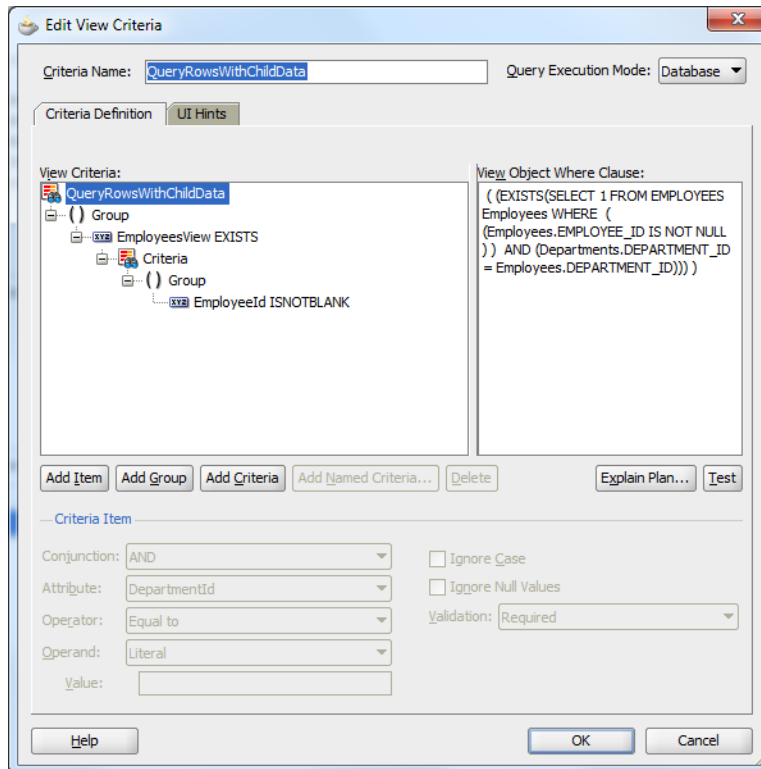 Edit View Criteria
Criteria Name: QueryRowsWithChildData Query Execution Mode: Database
Criteria Definition UI Hints
View Criteria: View Object Where Clause:
QueryRowsWithChildData
( ) Group
XYZ EmployeesView EXISTS
Criteria
( ) Group
XYZ EmployeeId ISNOTBLANK
( (EXISTS(SELECT 1 FROM EMPLOYEES
Employees WHERE (
(Employees.EMPLOYEE_ID IS NOT NULL
) ) AND (Departments.DEPARTMENT_ID
= Employees.DEPARTMENT_ID))) )
Add Item Add Group Add Criteria Add Named Criteria... Delete Explain Plan... Test
Criteria Item
Conjunction: AND Ignore Case
Attribute: DepartmentId Ignore Null Values
Operator: Equal to Validation: Required
Operand: Literal
Value:
Help OK Cancel